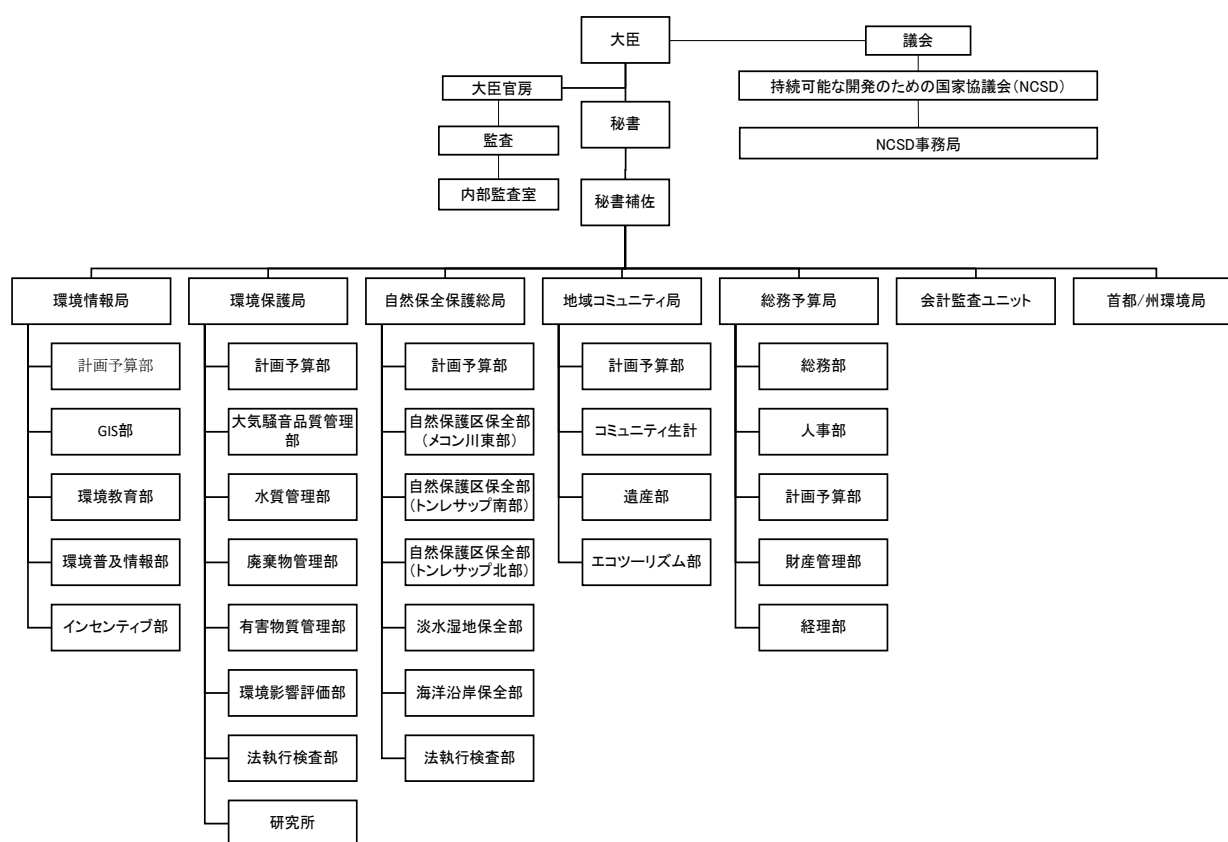 大臣
議会
大臣官房
持続可能な開発のための国家協議会(NCSD)
秘書
監査
NCSD事務局
内部監査室
秘書補佐
環境情報局
環境保護局
自然保全保護総局
地域コミュニティ局
総務予算局
会計監査ユニット
首都/州環境局
計画予算部
GIS部
環境教育部
環境普及情報部
インセンティブ部
計画予算部
大気騒音品質管理
部
水質管理部
廃棄物管理部
有害物質管理部
環境影響評価部
法執行検査部
研究所
計画予算部
自然保護区保全部
(メコン川東部)
自然保護区保全部
(トンレサップ南部)
自然保護区保全部
(トンレサップ北部)
淡水湿地保全部
海洋沿岸保全部
法執行検査部
計画予算部
コミュニティ生計
遺産部
エコツーリズム部
総務部
人事部
計画予算部
財産管理部
経理部